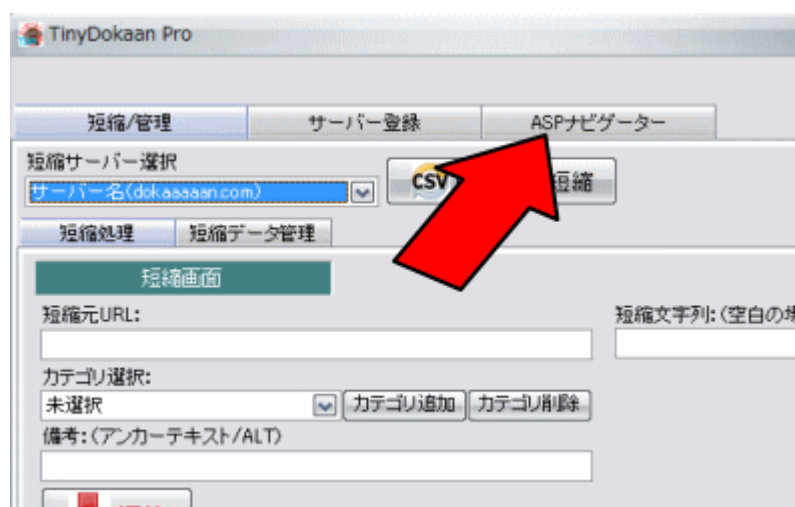 TinyDokaan Pro
短縮/管理 サーバー登録 ASPナビゲーター
短縮サーバー選択
サーバー名(dokaaaaan.com) CSV 短縮
短縮処理 短縮データ管理
短縮画面
短縮元URL: 短縮文字列:(空白の場
カテゴリ選択:
未選択 カテゴリ追加 カテゴリ削除
備考:(アンカーテキスト/ALT)